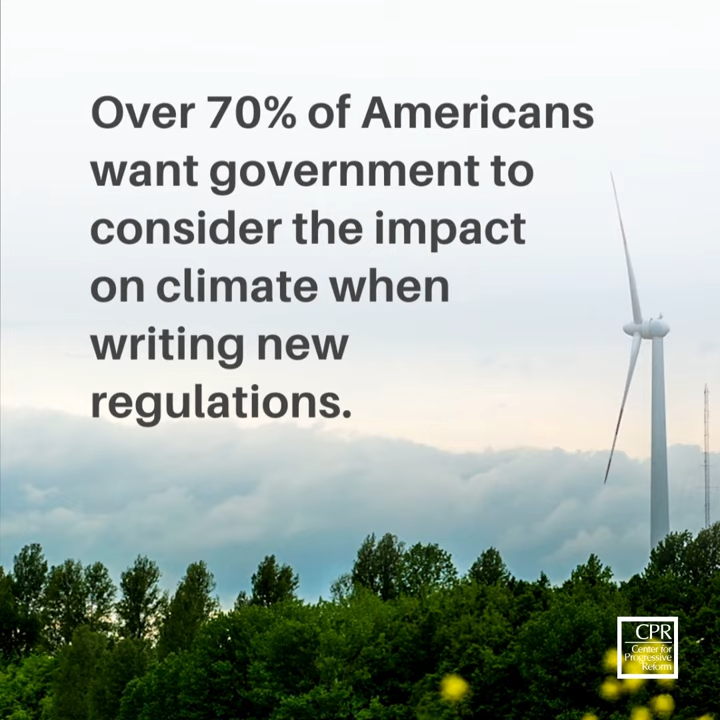 Over 70% of Americans
want government to
consider the impact
on climate when
writing new
regulations.
CPR
Center for
Progressive
Reform